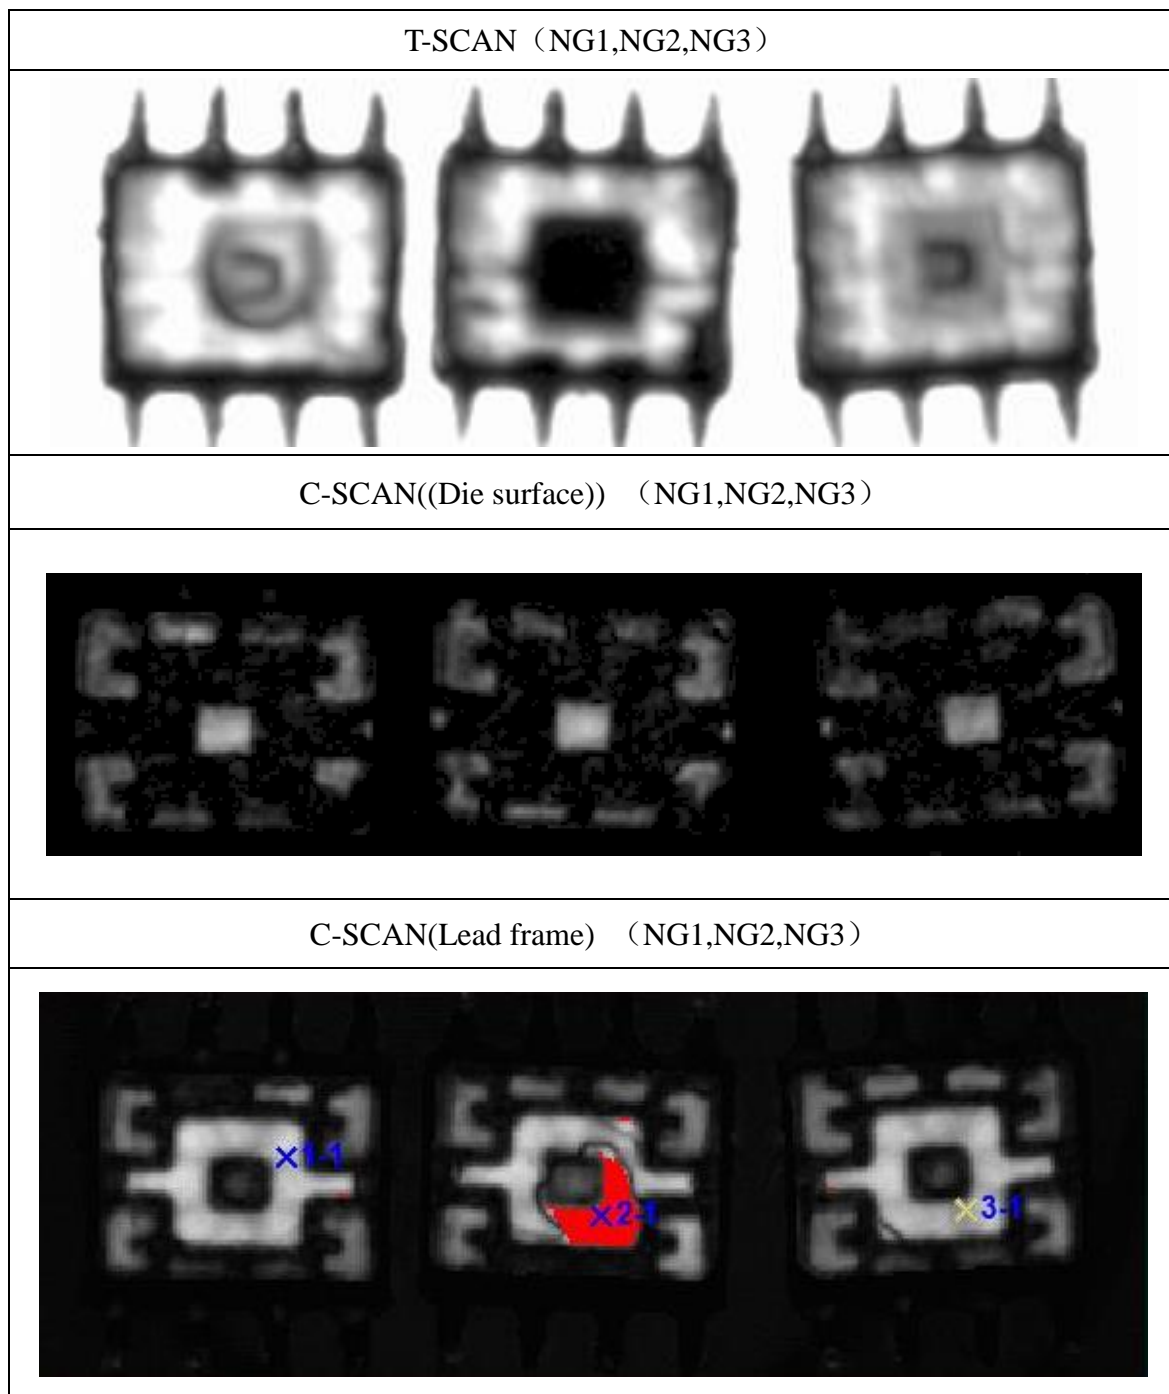 T-SCAN（NG1,NG2,NG3）
C-SCAN((Die surface)) （NG1,NG2,NG3）
C-SCAN(Lead frame) （NG1,NG2,NG3）
1-1
2-1
3-1